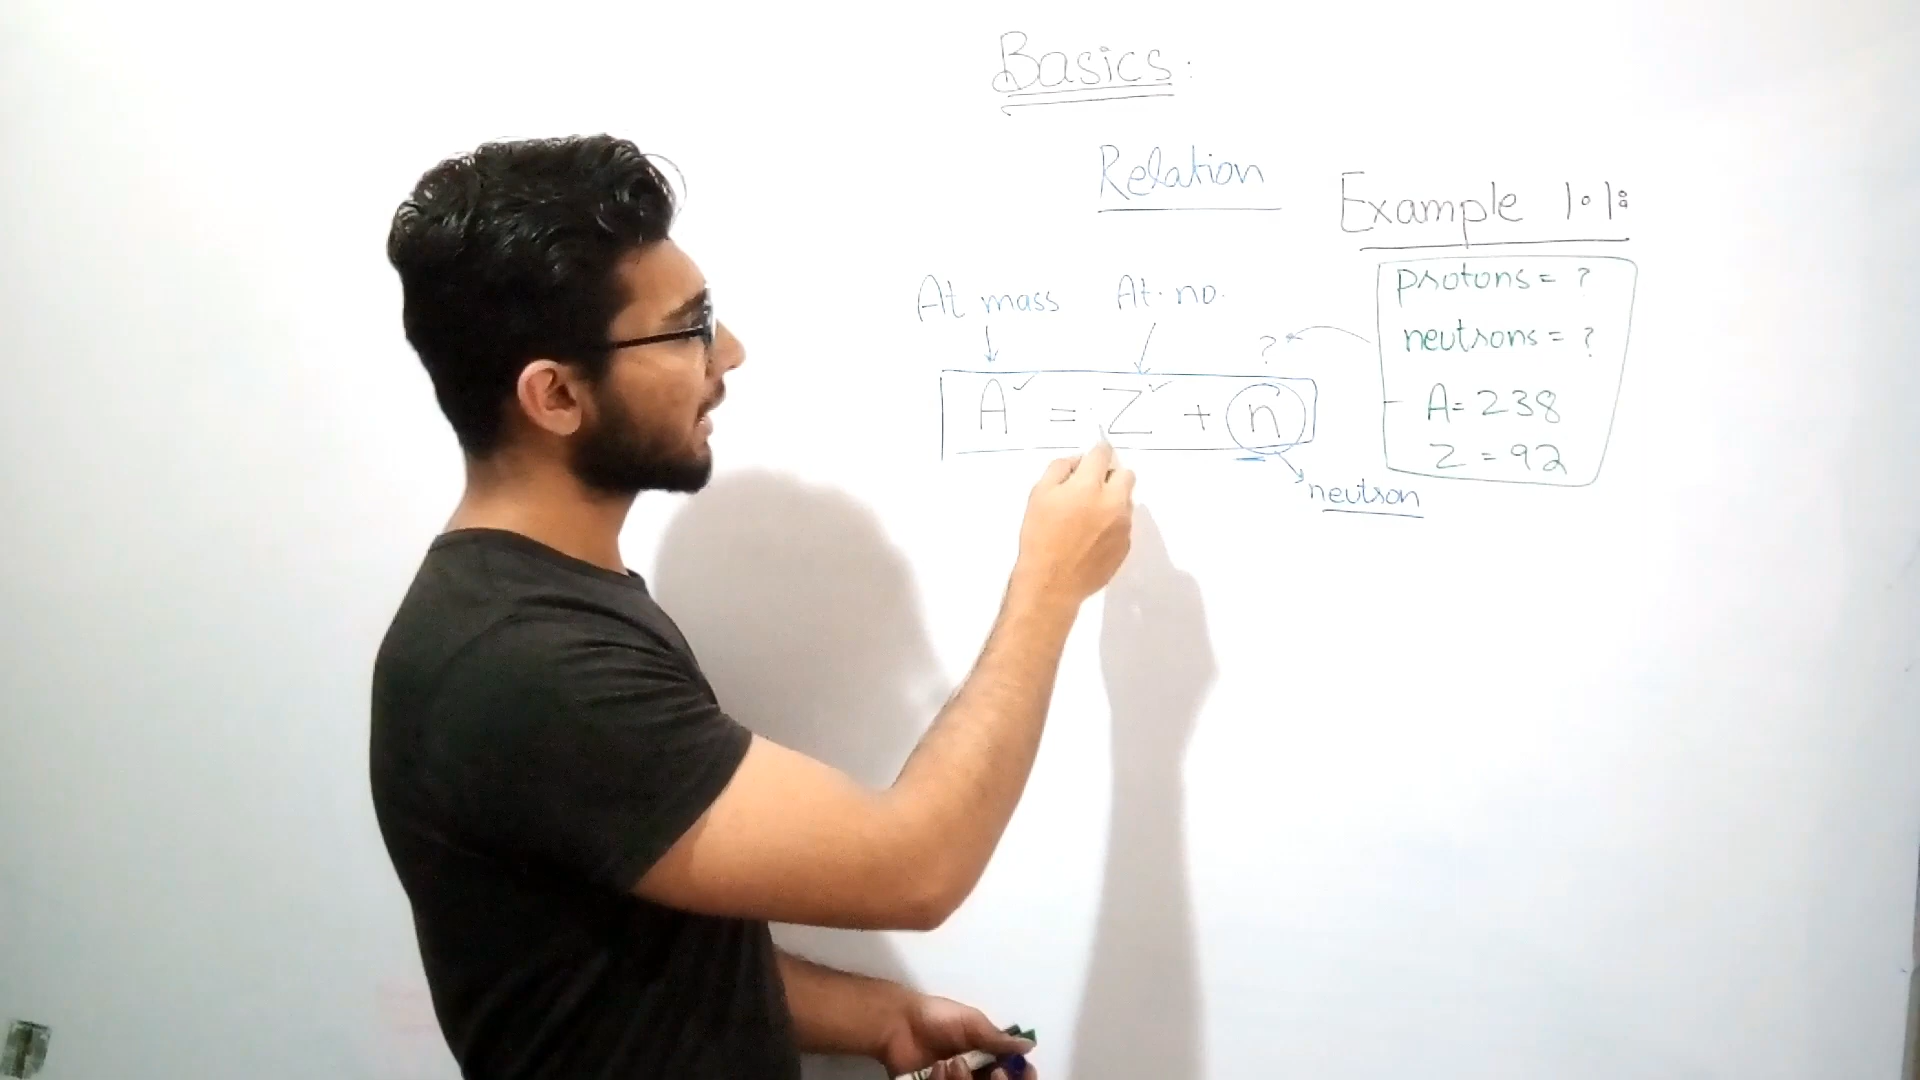 Basics:
Relation
Example 1.1:
At mass At. no.
?
A = Z + n
neutron
protons = ?
neutrons = ?
A = 238
Z = 92